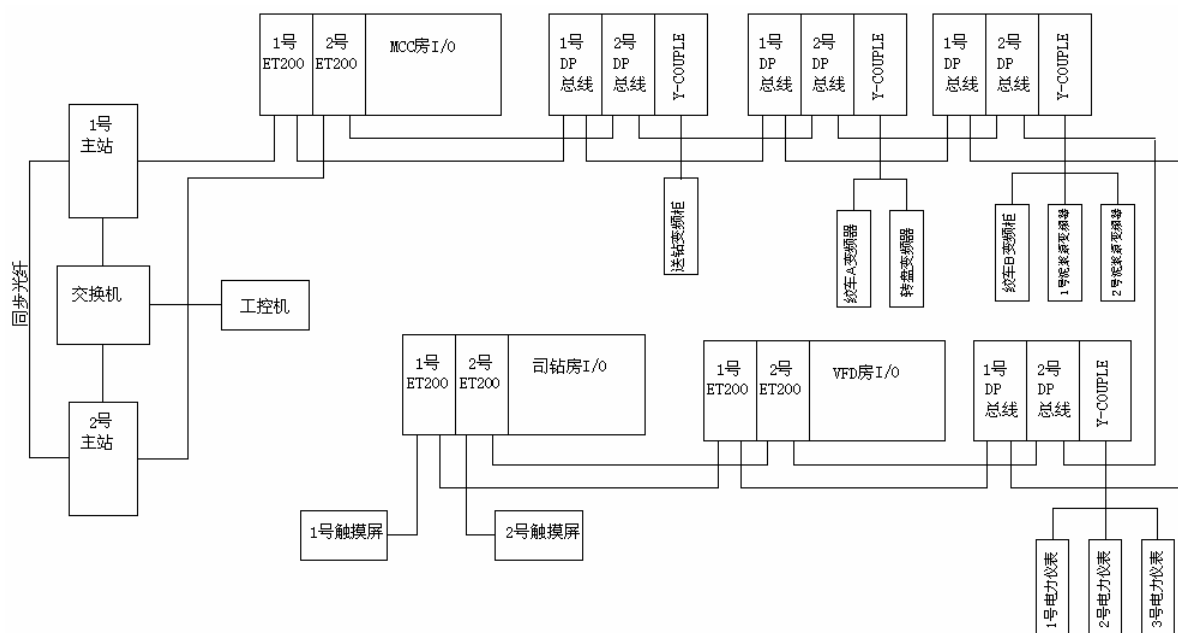 1号
ET200
2号
ET200
MCC房I/O
1号
DP
总线
2号
DP
总线
Y-COUPLE
1号
DP
总线
2号
DP
总线
Y-COUPLE
1号
DP
总线
2号
DP
总线
Y-COUPLE
1号
主站
送钻变频柜
绞车A变频器
转盘变频器
绞车B变频柜
1号泥浆泵变频器
2号泥浆泵变频器
同步光纤
交换机
工控机
2号
主站
1号
ET200
2号
ET200
司钻房I/O
1号
ET200
2号
ET200
VFD房I/O
1号
DP
总线
2号
DP
总线
Y-COUPLE
1号触摸屏
2号触摸屏
1号电力仪表
2号电力仪表
3号电力仪表